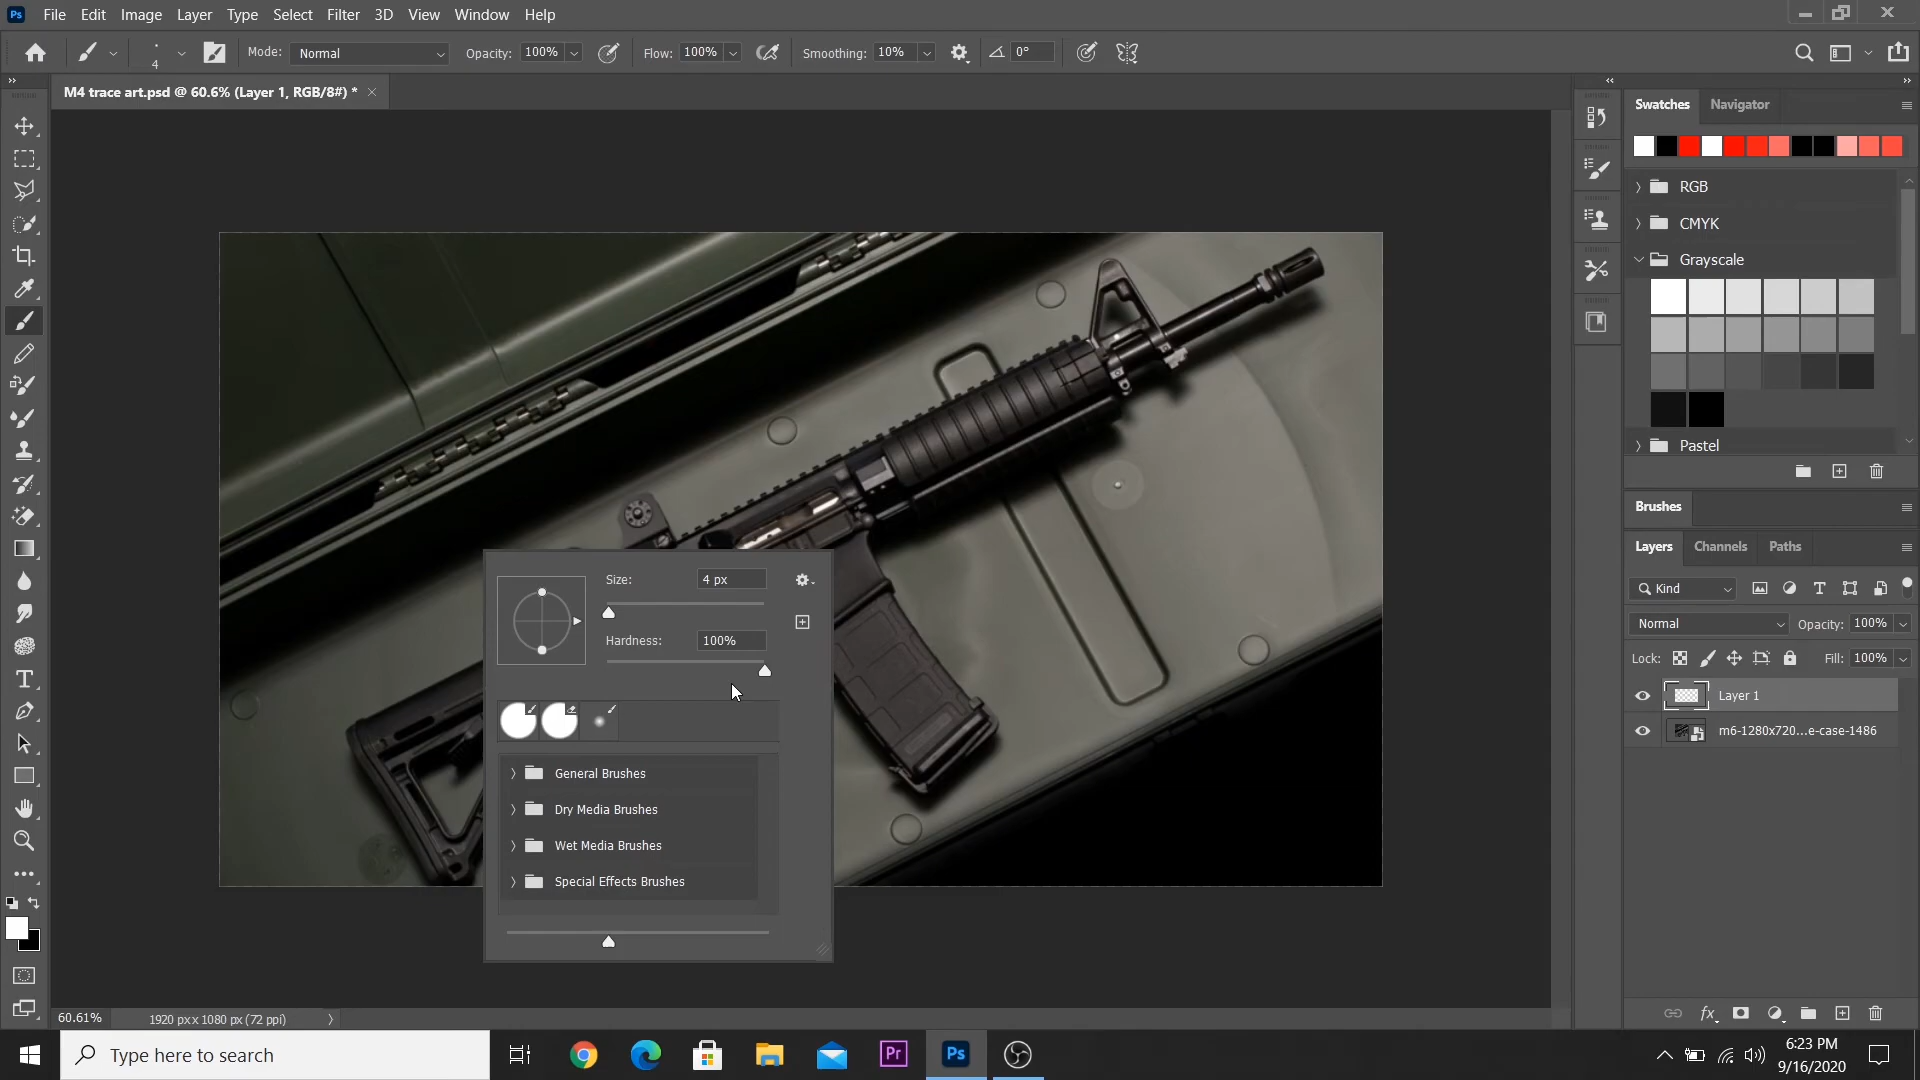 Ps File Edit Image Layer Type Select Filter 3D View Window Help
4 Mode: Normal Opacity: 100% Flow: 100% Smoothing: 10% 0°
M4 trace art.psd @ 60.6% (Layer 1, RGB/8#) * ×
Swatches Navigator
RGB
CMYK
Grayscale
Pastel
Brushes
Layers Channels Paths
Kind
Normal Opacity: 100%
Lock: Fill: 100%
Layer 1
m6-1280x720...e-case-1486
Size: 4 px
Hardness: 100%
General Brushes
Dry Media Brushes
Wet Media Brushes
Special Effects Brushes
60.61% 1920 px x 1080 px (72 ppi)
Type here to search
Pr Ps
6:23 PM
9/16/2020